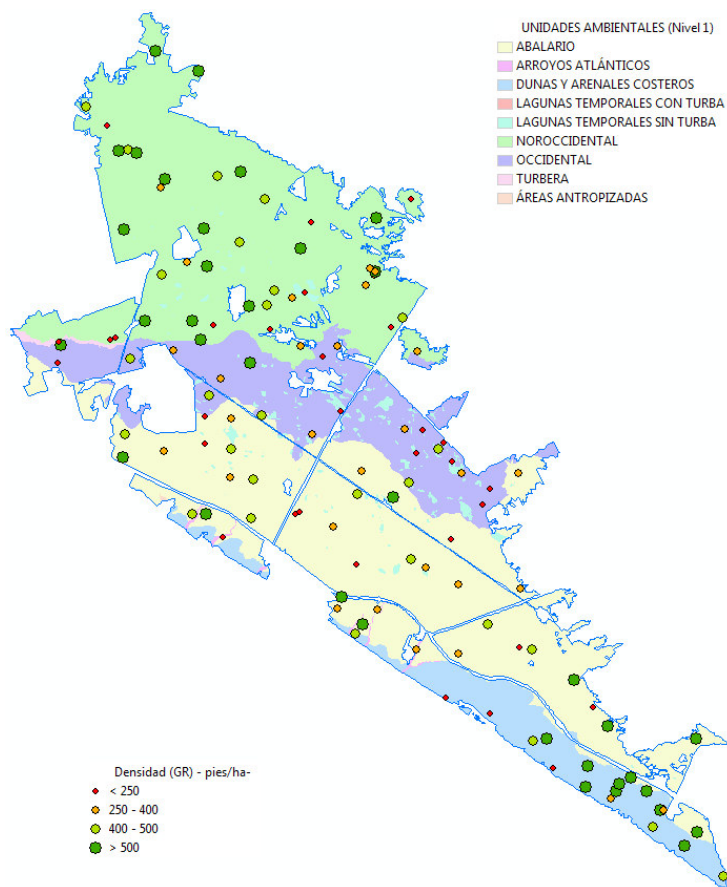 UNIDADES AMBIENTALES (Nivel 1)
ABALARIO
ARROYOS ATLÁNTICOS
DUNAS Y ARENALES COSTEROS
LAGUNAS TEMPORALES CON TURBA
LAGUNAS TEMPORALES SIN TURBA
NOROCCIDENTAL
OCCIDENTAL
TURBERA
ÁREAS ANTROPIZADAS
Densidad (GR) - pies/ha-
< 250
250 - 400
400 - 500
> 500